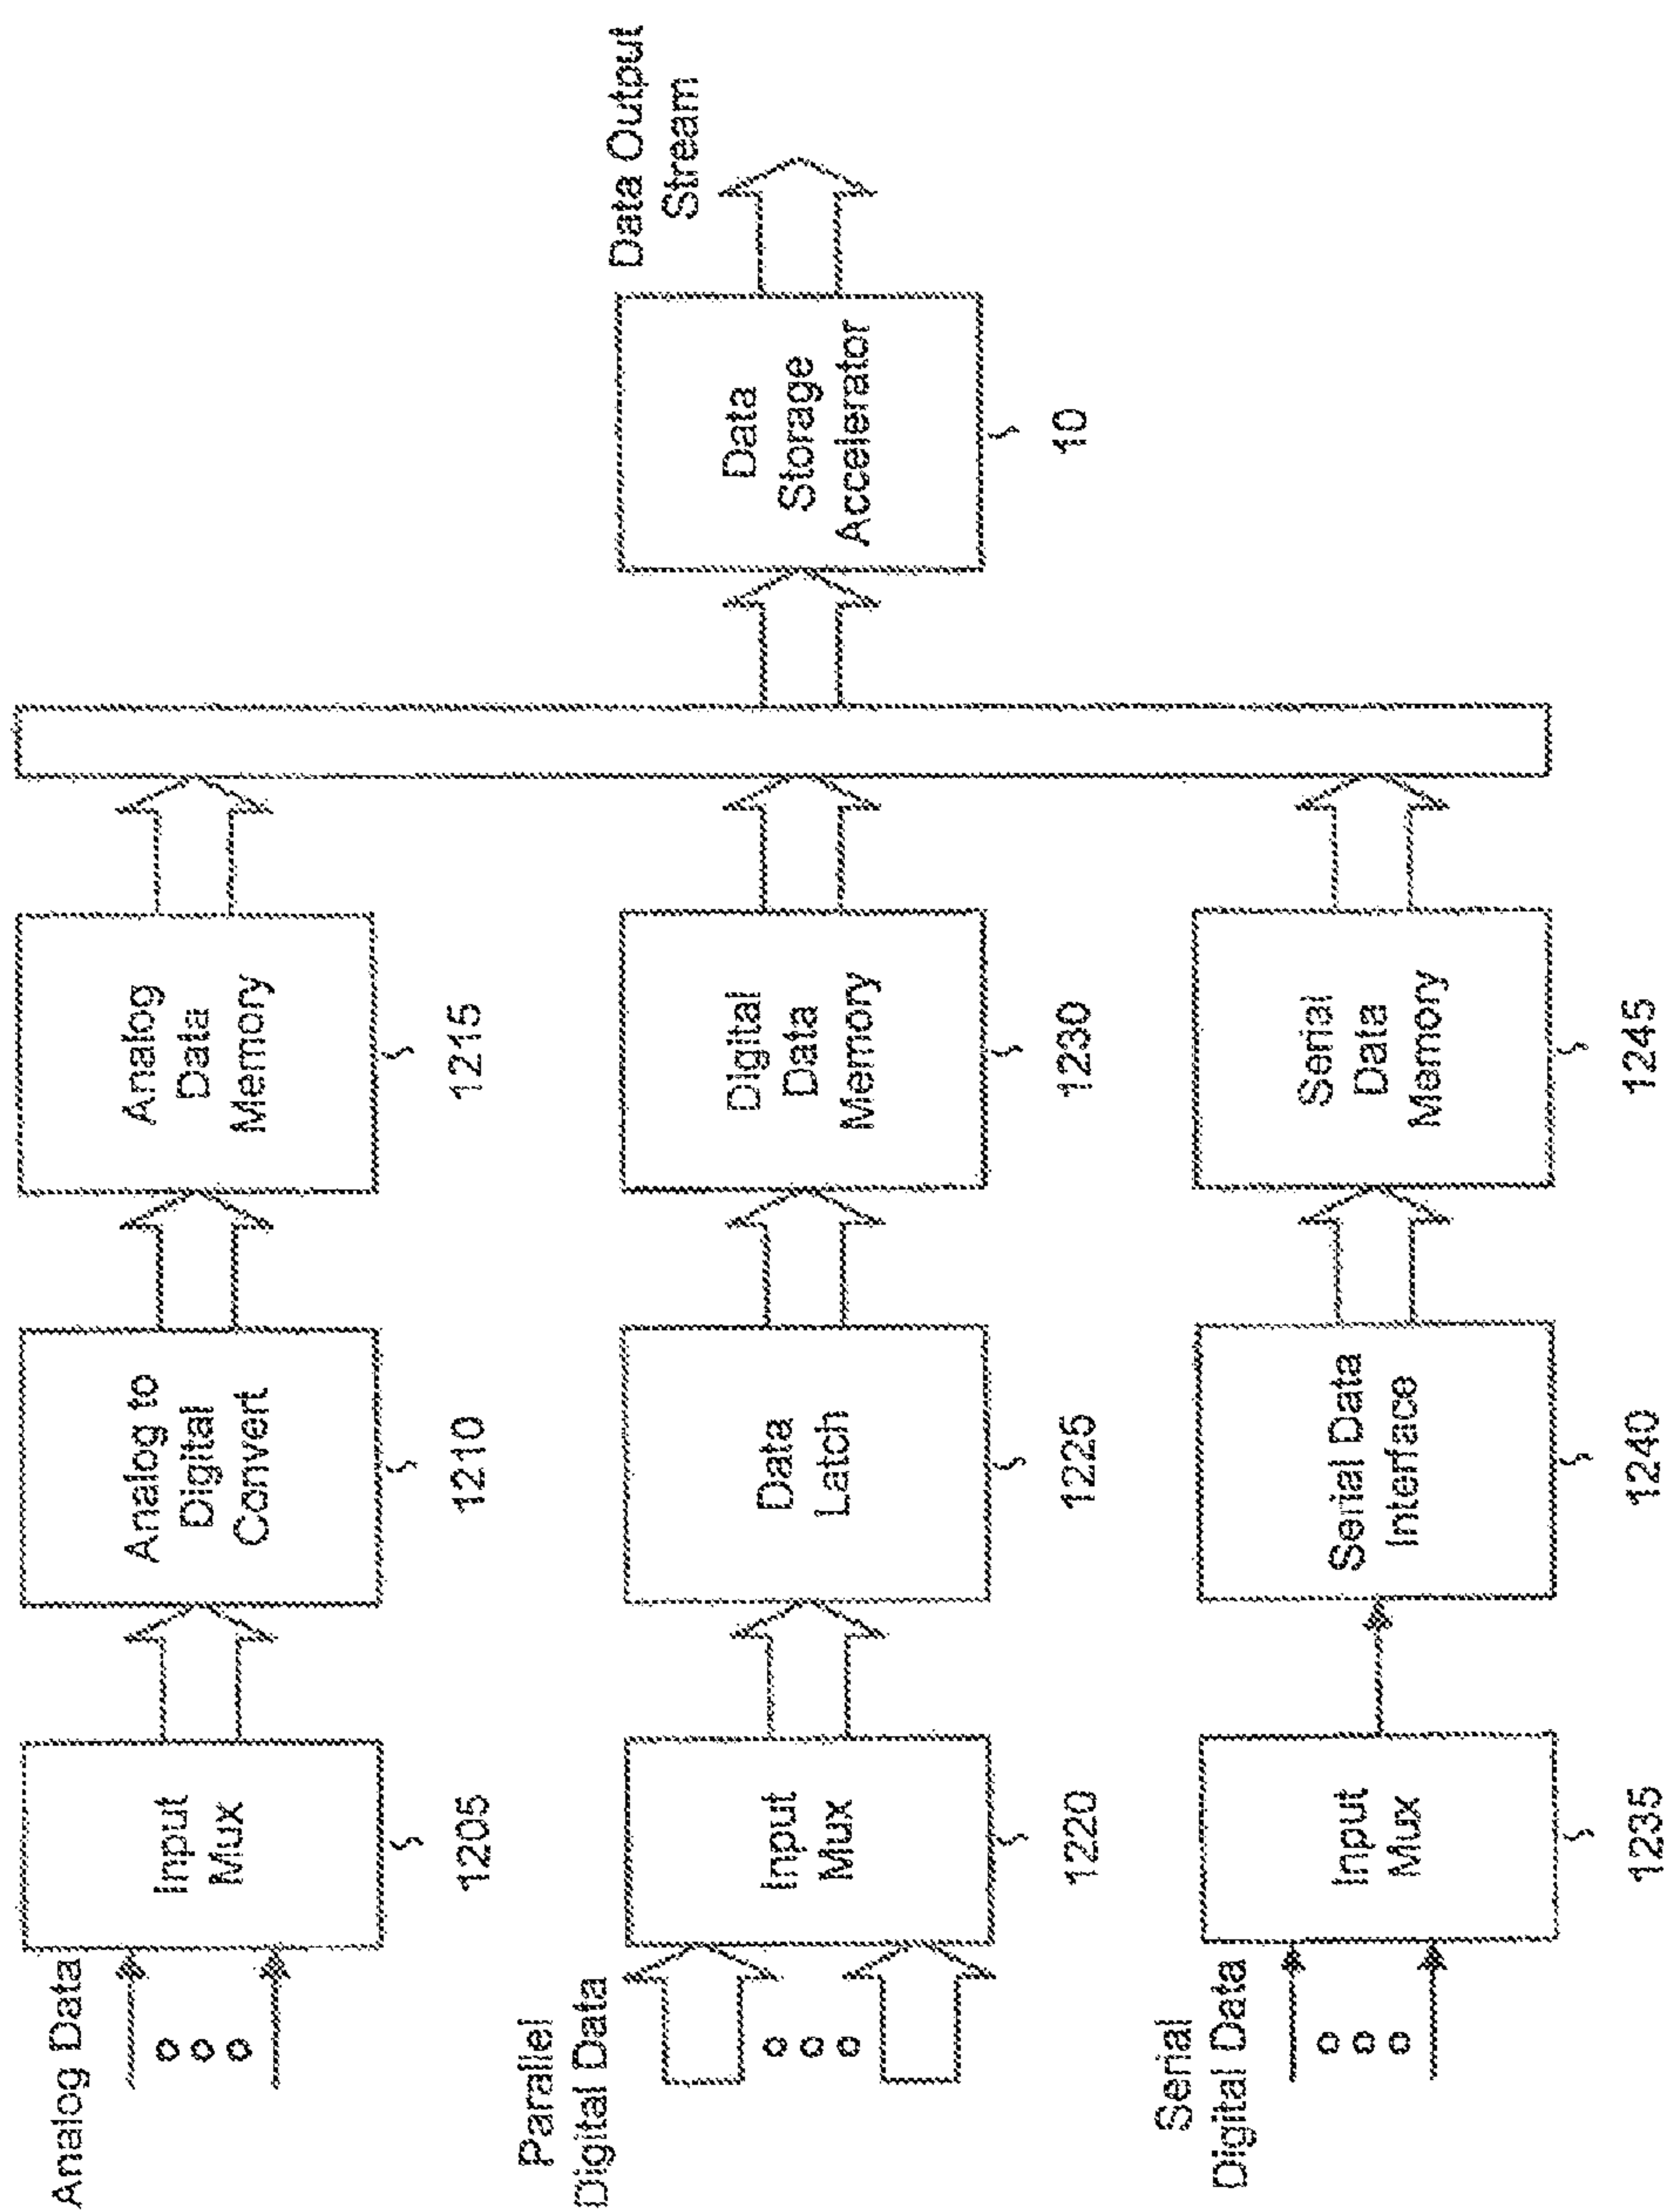 Analog Data
Input
Mux
1205
Analog to
Digital
Convert
1210
Analog
Data
Memory
1215
Parallel
Digital Data
Input
Mux
1220
Data
Latch
1225
Digital
Data
Memory
1230
Serial
Digital Data
Input
Mux
1235
Serial Data
Interface
1240
Serial
Data
Memory
1245
Data
Storage
Accelerator
10
Data Output
Stream